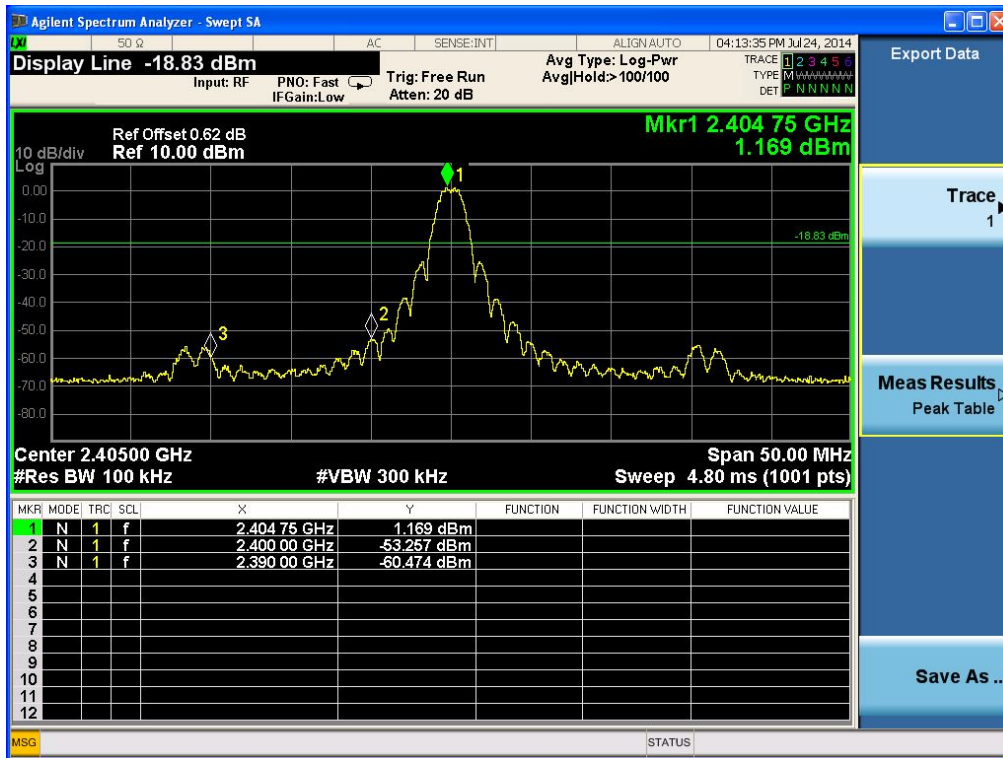 Agilent Spectrum Analyzer - Swept SA
LXI 50 Ω AC SENSE:INT ALIGN AUTO 04:13:35 PM Jul 24, 2014
Display Line -18.83 dBm
Input: RF PNO: Fast IFGain:Low
Trig: Free Run Atten: 20 dB
Avg Type: Log-Pwr Avg|Hold:>100/100
TRACE 1 2 3 4 5 6
TYPE M WWWWW
DET P N N N N N
Mkr1 2.404 75 GHz
1.169 dBm
Ref Offset 0.62 dB
10 dB/div Ref 10.00 dBm
Log
0.00
-10.0
-20.0
-30.0
-40.0
-50.0
-60.0
-70.0
-80.0
1
-18.83 dBm
2
3
Center 2.40500 GHz Span 50.00 MHz
#Res BW 100 kHz #VBW 300 kHz Sweep 4.80 ms (1001 pts)
MKR MODE TRC SCL X Y FUNCTION FUNCTION WIDTH FUNCTION VALUE
1 N 1 f 2.404 75 GHz 1.169 dBm
2 N 1 f 2.400 00 GHz -53.257 dBm
3 N 1 f 2.390 00 GHz -60.474 dBm
4
5
6
7
8
9
10
11
12
MSG STATUS
Export Data
Trace
1
Meas Results
Peak Table
Save As ..